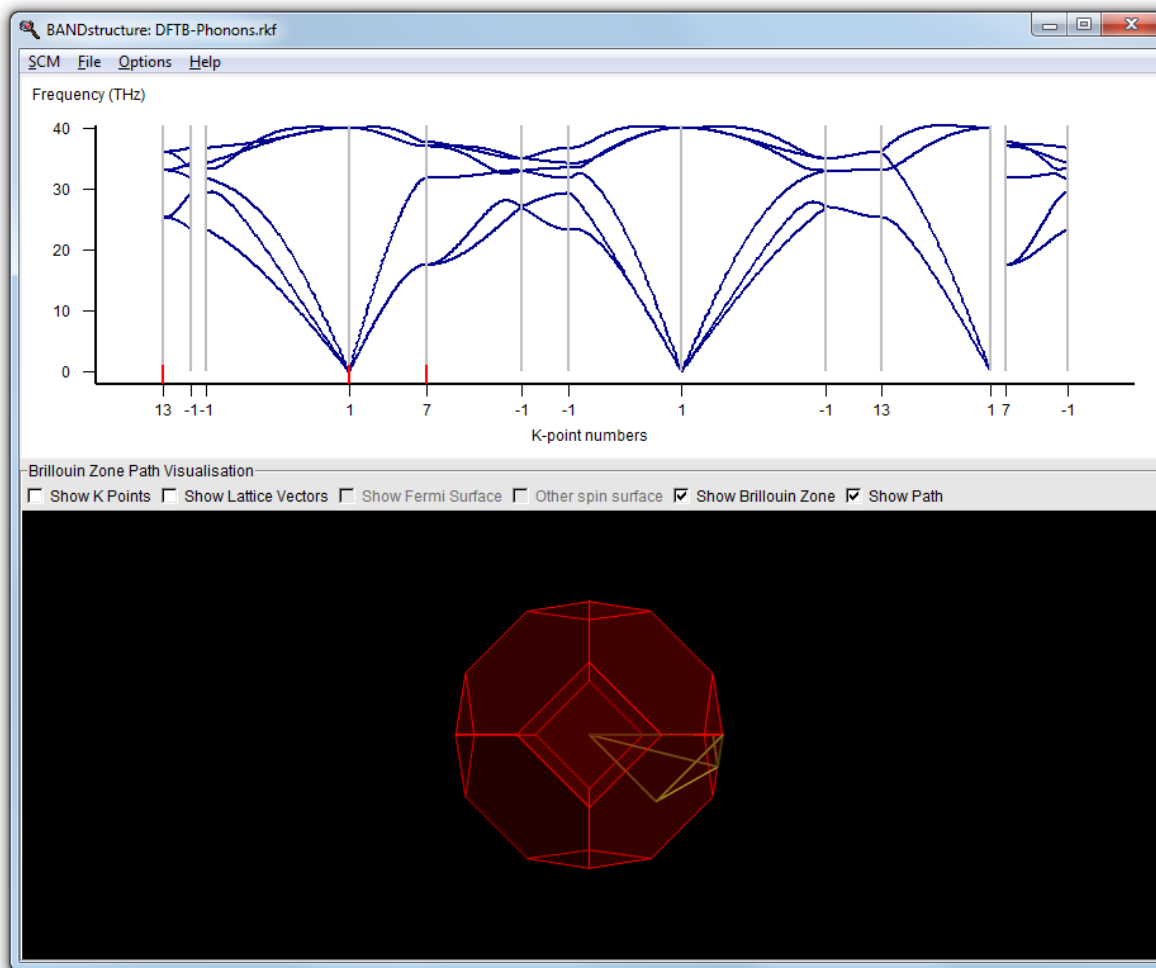 BANDstructure: DFTB-Phonons.rkf
SCM File Options Help
Frequency (THz)
40
30
20
10
0
13 -1 -1 1 7 -1 -1 1 -1 13 1 7 -1
K-point numbers
Brillouin Zone Path Visualisation
Show K Points Show Lattice Vectors Show Fermi Surface Other spin surface Show Brillouin Zone Show Path